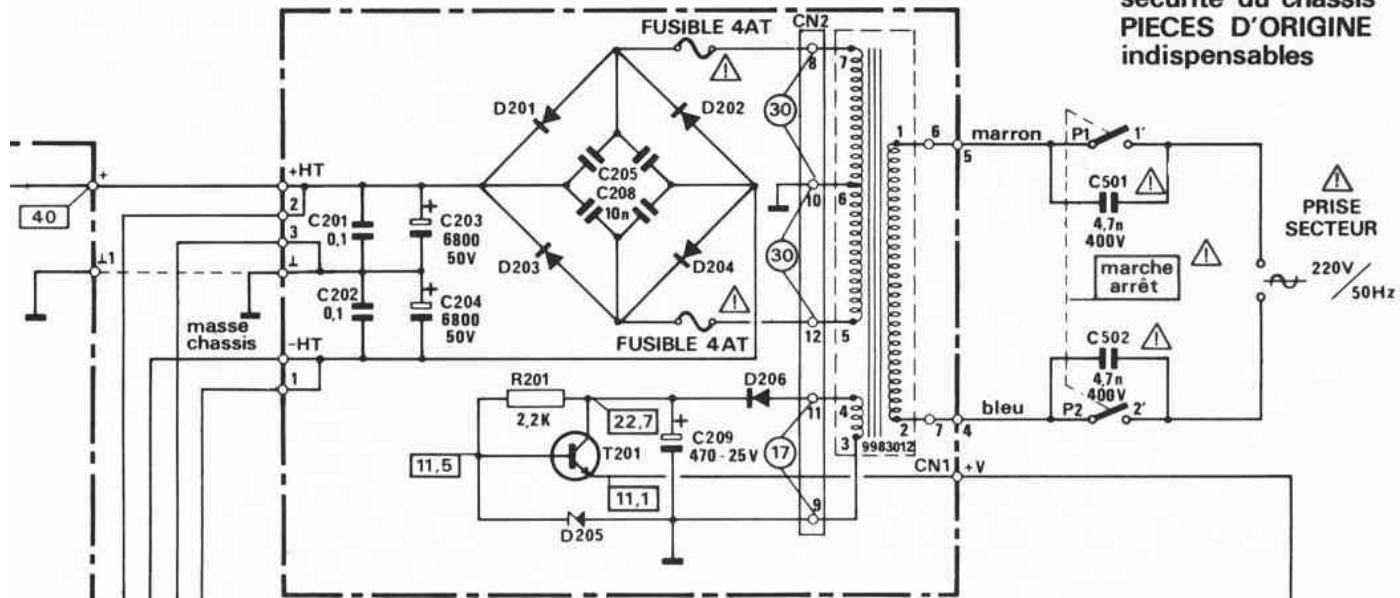 sécurité du châssis
PIECES D'ORIGINE
indispensables
FUSIBLE 4AT
CN2
8
7
D201
D202
30
1
6
marron
P1
1'
5
C205
C208
10n
C501
4,7n
400V
PRISE
SECTEUR
+
40
+HT
2
C201
0,1
+
C203
6800
50V
10
6
3
⊥1
⊥
D203
D204
30
marche
arrêt
220V
50Hz
C202
0,1
+
C204
6800
50V
12
5
C502
4,7n
400V
masse
chassis
-HT
FUSIBLE 4AT
1
R201
2,2K
D206
11
4
bleu
P2
2'
22,7
+
C209
470-25V
3
2
7
4
99983012
17
T201
11,5
CN1
+V
11,1
9
D205